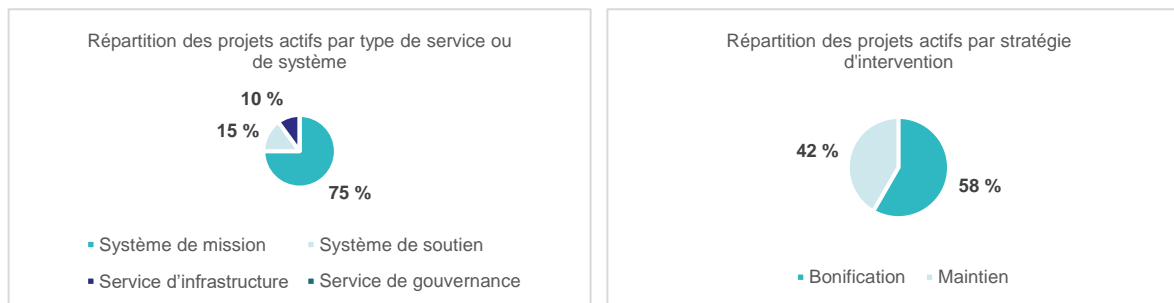 Répartition des projets actifs par type de service ou
de système
10 %
15 %
75 %
Système de mission
Système de soutien
Service d’infrastructure
Service de gouvernance
Répartition des projets actifs par stratégie
d'intervention
42 %
58 %
Bonification
Maintien